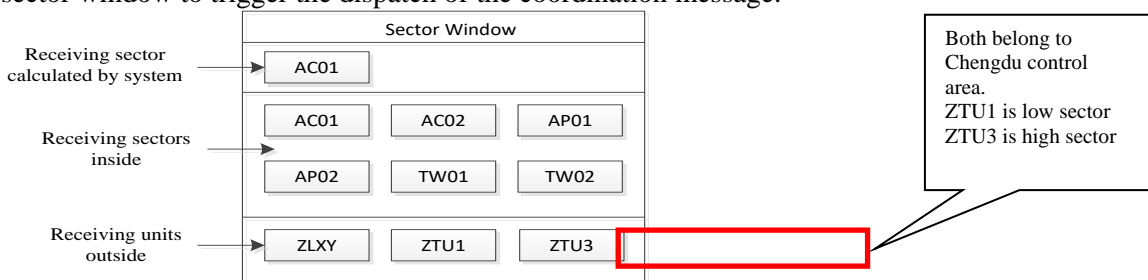 sector window to trigger the dispatch of the coordination message.
Sector Window
Receiving sector
calculated by system
AC01
Receiving sectors
inside
AC01 AC02 AP01
AP02 TW01 TW02
Receiving units
outside
ZLXY ZTU1 ZTU3
Both belong to
Chengdu control
area.
ZTU1 is low sector
ZTU3 is high sector